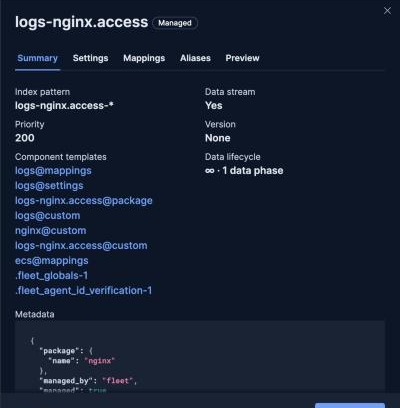 logs-nginx.access Managed
Summary Settings Mappings Aliases Preview
Index pattern
logs-nginx.access-*
Data stream
Yes
Priority
200
Version
None
Component templates
logs@mappings
logs@settings
logs-nginx.access@package
logs@custom
nginx@custom
logs-nginx.access@custom
ecs@mappings
.fleet_globals-1
.fleet_agent_id_verification-1
Data lifecycle
∞ · 1 data phase
Metadata
{
"package": {
"name": "nginx"
},
"managed_by": "fleet",
"managed": true